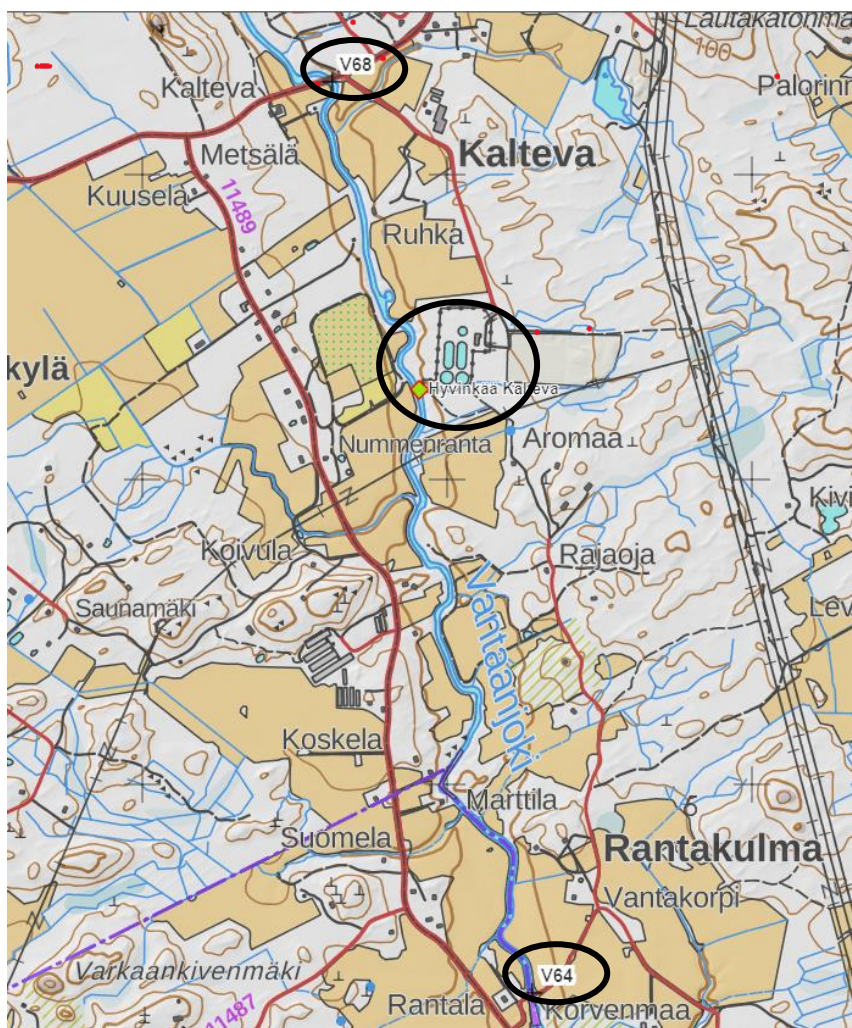 Lautakatonmä
V68
100
Kalteva
Palorinn
Metsälä
Kalteva
Kuusela
11489
Ruhka
kylä
Hyvinkää Kalteva
Nummenranta
Aromaa
Kivi
Koivula
Rajaoja
Saunamäki
Lev
Vantaanjoki
Koskela
Marttila
Suomela
Rantakulma
Vantakorpi
Varkaankivenmäki
V64
Rantala
Korvenmaa
11487